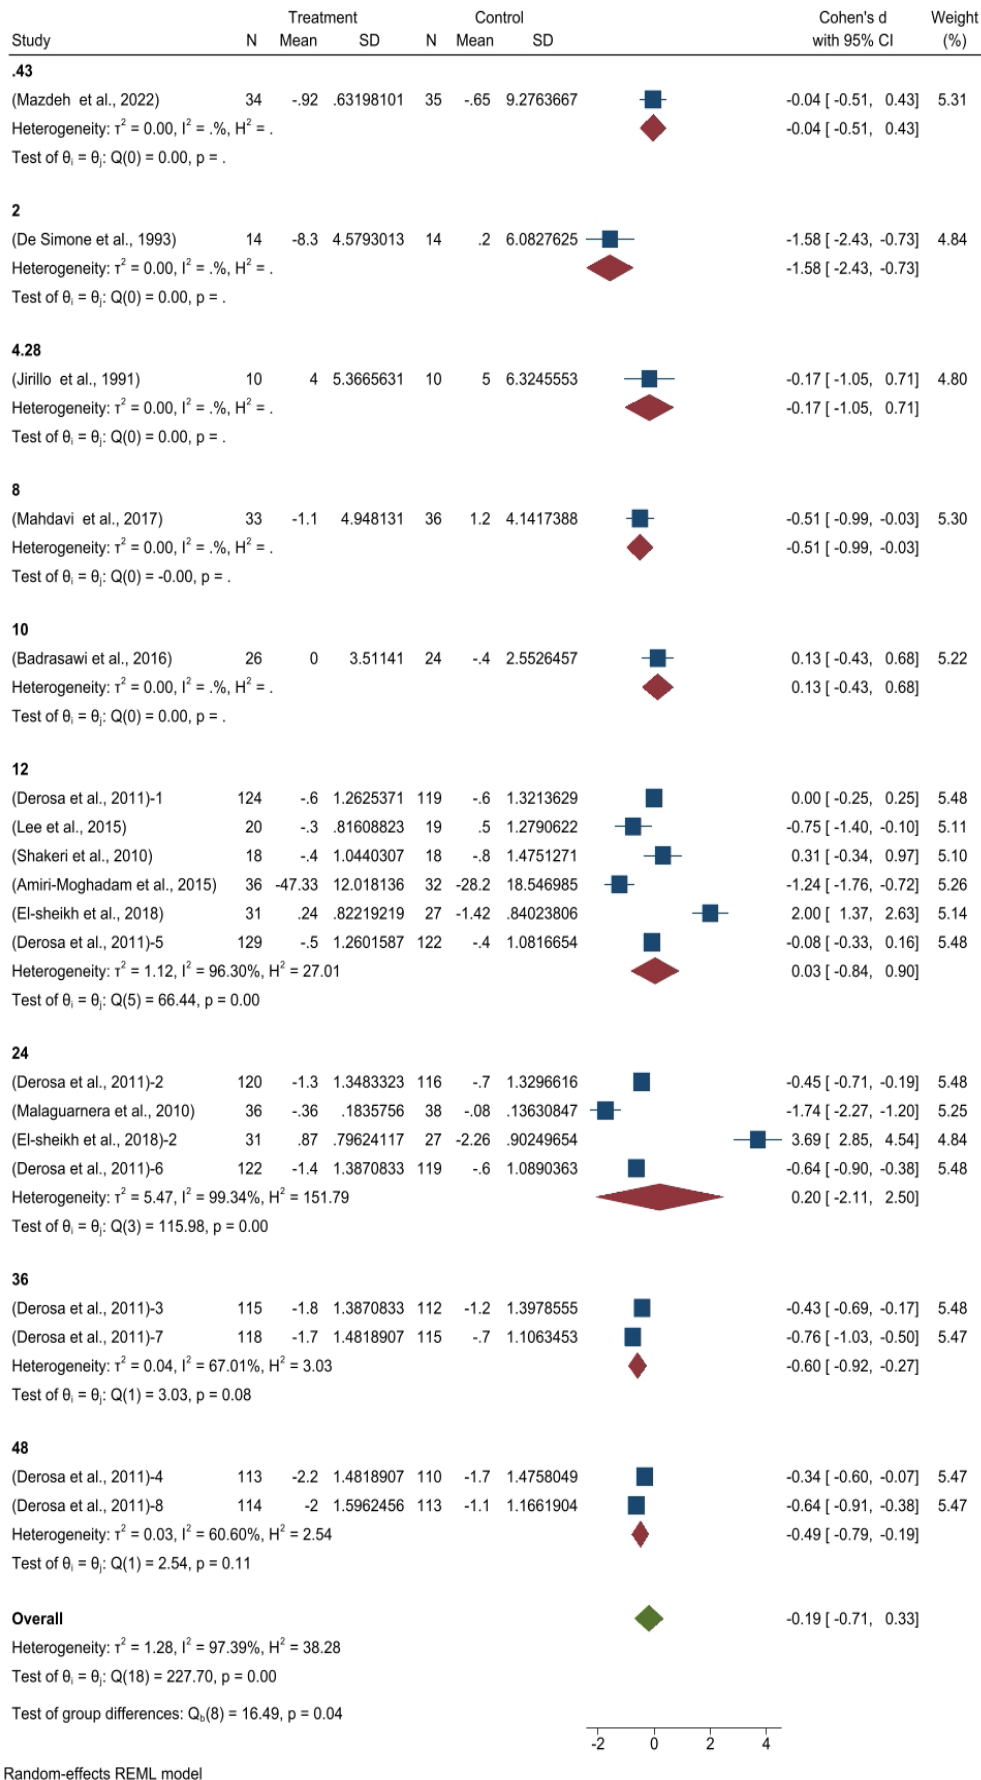 Treatment Control Cohen's d Weight
Study N Mean SD N Mean SD with 95% CI (%)
.43
(Mazdeh et al., 2022) 34 -.92 .63198101 35 -.65 9.2763667 -0.04 [ -0.51, 0.43] 5.31
Heterogeneity: τ² = 0.00, I² = .%, H² = . -0.04 [ -0.51, 0.43]
Test of θᵢ = θⱼ: Q(0) = 0.00, p = .
2
(De Simone et al., 1993) 14 -8.3 4.5793013 14 .2 6.0827625 -1.58 [ -2.43, -0.73] 4.84
Heterogeneity: τ² = 0.00, I² = .%, H² = . -1.58 [ -2.43, -0.73]
Test of θᵢ = θⱼ: Q(0) = 0.00, p = .
4.28
(Jirillo et al., 1991) 10 4 5.3665631 10 5 6.3245553 -0.17 [ -1.05, 0.71] 4.80
Heterogeneity: τ² = 0.00, I² = .%, H² = . -0.17 [ -1.05, 0.71]
Test of θᵢ = θⱼ: Q(0) = 0.00, p = .
8
(Mahdavi et al., 2017) 33 -1.1 4.948131 36 1.2 4.1417388 -0.51 [ -0.99, -0.03] 5.30
Heterogeneity: τ² = 0.00, I² = .%, H² = . -0.51 [ -0.99, -0.03]
Test of θᵢ = θⱼ: Q(0) = -0.00, p = .
10
(Badrasawi et al., 2016) 26 0 3.51141 24 -.4 2.5526457 0.13 [ -0.43, 0.68] 5.22
Heterogeneity: τ² = 0.00, I² = .%, H² = . 0.13 [ -0.43, 0.68]
Test of θᵢ = θⱼ: Q(0) = 0.00, p = .
12
(Derosa et al., 2011)-1 124 -.6 1.2625371 119 -.6 1.3213629 0.00 [ -0.25, 0.25] 5.48
(Lee et al., 2015) 20 -.3 .81608823 19 .5 1.2790622 -0.75 [ -1.40, -0.10] 5.11
(Shakeri et al., 2010) 18 -.4 1.0440307 18 -.8 1.4751271 0.31 [ -0.34, 0.97] 5.10
(Amiri-Moghadam et al., 2015) 36 -47.33 12.018136 32 -28.2 18.546985 -1.24 [ -1.76, -0.72] 5.26
(El-sheikh et al., 2018) 31 .24 .82219219 27 -1.42 .84023806 2.00 [ 1.37, 2.63] 5.14
(Derosa et al., 2011)-5 129 -.5 1.2601587 122 -.4 1.0816654 -0.08 [ -0.33, 0.16] 5.48
Heterogeneity: τ² = 1.12, I² = 96.30%, H² = 27.01 0.03 [ -0.84, 0.90]
Test of θᵢ = θⱼ: Q(5) = 66.44, p = 0.00
24
(Derosa et al., 2011)-2 120 -1.3 1.3483323 116 -.7 1.3296616 -0.45 [ -0.71, -0.19] 5.48
(Malaguarnera et al., 2010) 36 -.36 .1835756 38 -.08 .13630847 -1.74 [ -2.27, -1.20] 5.25
(El-sheikh et al., 2018)-2 31 .87 .79624117 27 -2.26 .90249654 3.69 [ 2.85, 4.54] 4.84
(Derosa et al., 2011)-6 122 -1.4 1.3870833 119 -.6 1.0890363 -0.64 [ -0.90, -0.38] 5.48
Heterogeneity: τ² = 5.47, I² = 99.34%, H² = 151.79 0.20 [ -2.11, 2.50]
Test of θᵢ = θⱼ: Q(3) = 115.98, p = 0.00
36
(Derosa et al., 2011)-3 115 -1.8 1.3870833 112 -1.2 1.3978555 -0.43 [ -0.69, -0.17] 5.48
(Derosa et al., 2011)-7 118 -1.7 1.4818907 115 -.7 1.1063453 -0.76 [ -1.03, -0.50] 5.47
Heterogeneity: τ² = 0.04, I² = 67.01%, H² = 3.03 -0.60 [ -0.92, -0.27]
Test of θᵢ = θⱼ: Q(1) = 3.03, p = 0.08
48
(Derosa et al., 2011)-4 113 -2.2 1.4818907 110 -1.7 1.4758049 -0.34 [ -0.60, -0.07] 5.47
(Derosa et al., 2011)-8 114 -2 1.5962456 113 -1.1 1.1661904 -0.64 [ -0.91, -0.38] 5.47
Heterogeneity: τ² = 0.03, I² = 60.60%, H² = 2.54 -0.49 [ -0.79, -0.19]
Test of θᵢ = θⱼ: Q(1) = 2.54, p = 0.11
Overall -0.19 [ -0.71, 0.33]
Heterogeneity: τ² = 1.28, I² = 97.39%, H² = 38.28
Test of θᵢ = θⱼ: Q(18) = 227.70, p = 0.00
Test of group differences: Q_b(8) = 16.49, p = 0.04
-2 0 2 4
Random-effects REML model